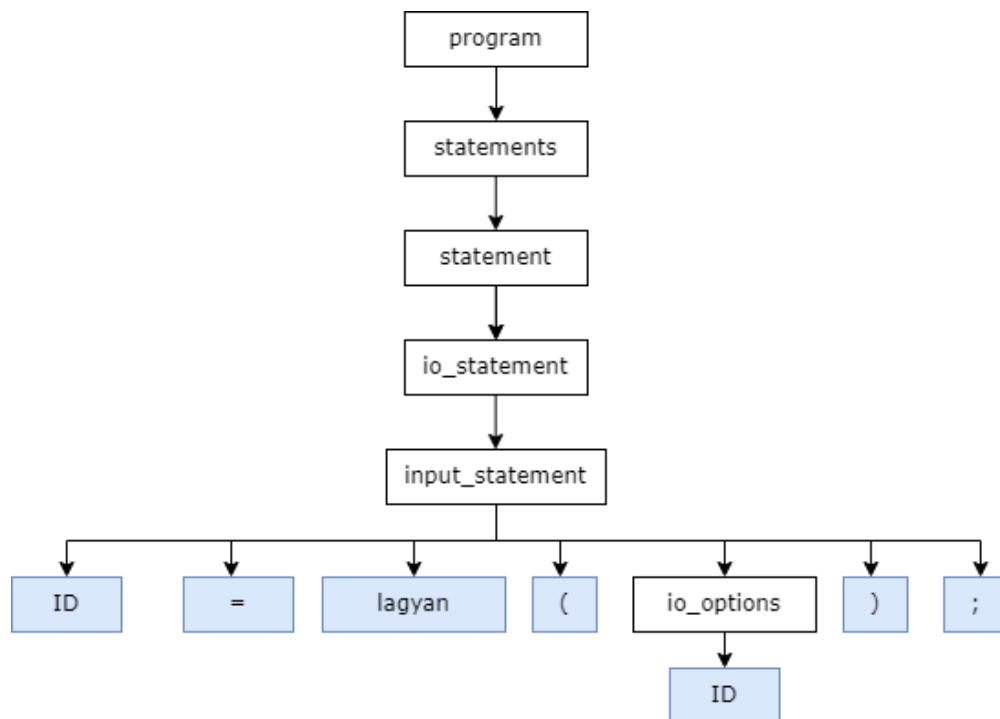 program
statements
statement
io_statement
input_statement
ID = lagyan ( io_options ) ;
ID